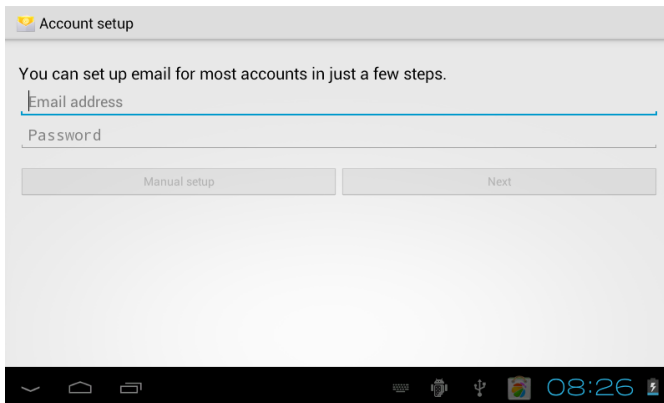 Account setup
You can set up email for most accounts in just a few steps.
Email address
Password
Manual setup
Next
08:26